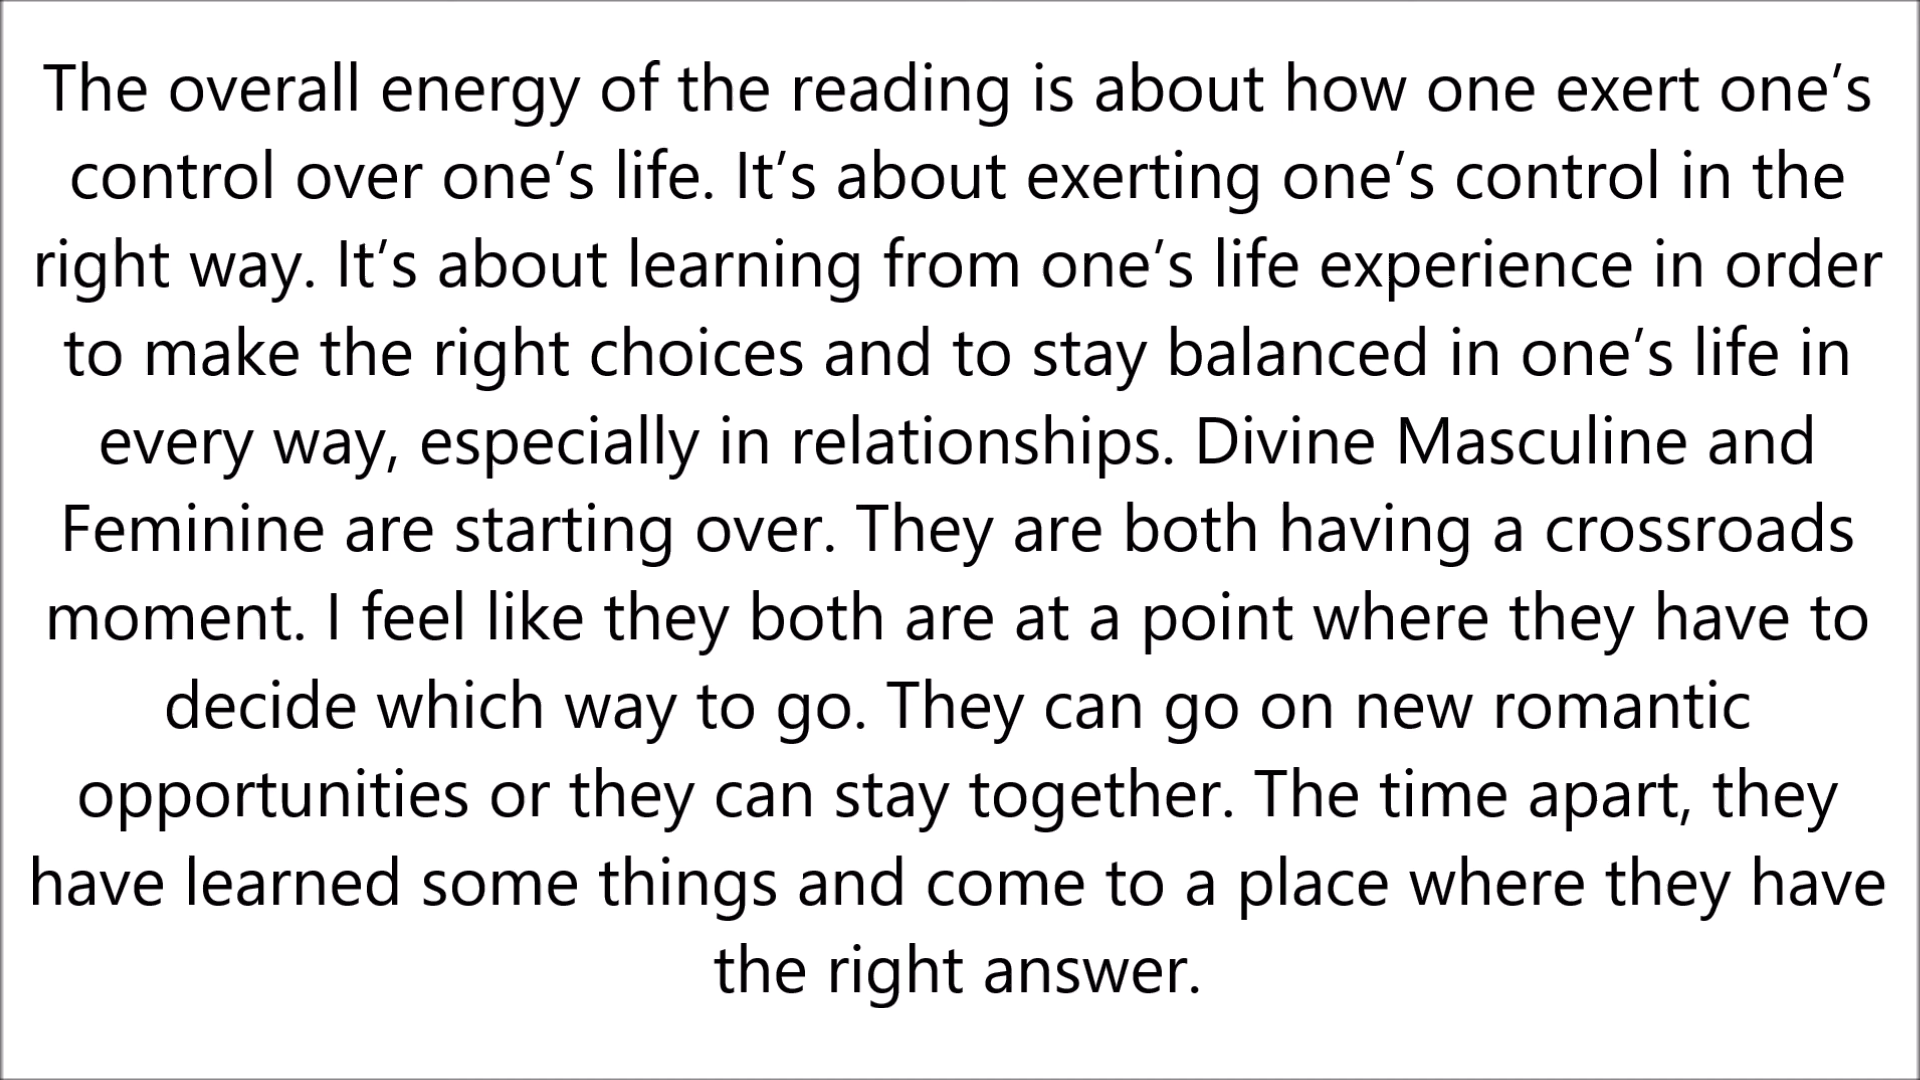 The overall energy of the reading is about how one exert one’s
control over one’s life. It’s about exerting one’s control in the
right way. It’s about learning from one’s life experience in order
to make the right choices and to stay balanced in one’s life in
every way, especially in relationships. Divine Masculine and
Feminine are starting over. They are both having a crossroads
moment. I feel like they both are at a point where they have to
decide which way to go. They can go on new romantic
opportunities or they can stay together. The time apart, they
have learned some things and come to a place where they have
the right answer.